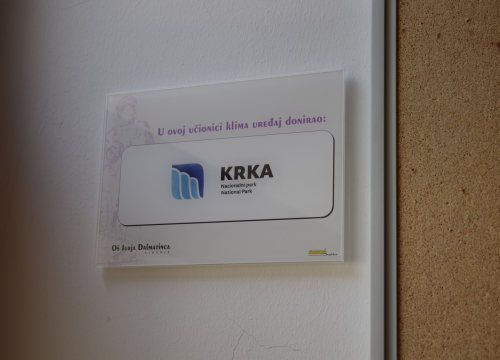 U ovoj učionici klima uređaj donirao:
KRKA
Nacionalni park
National Park
OŠ Jurja Dalmatinca